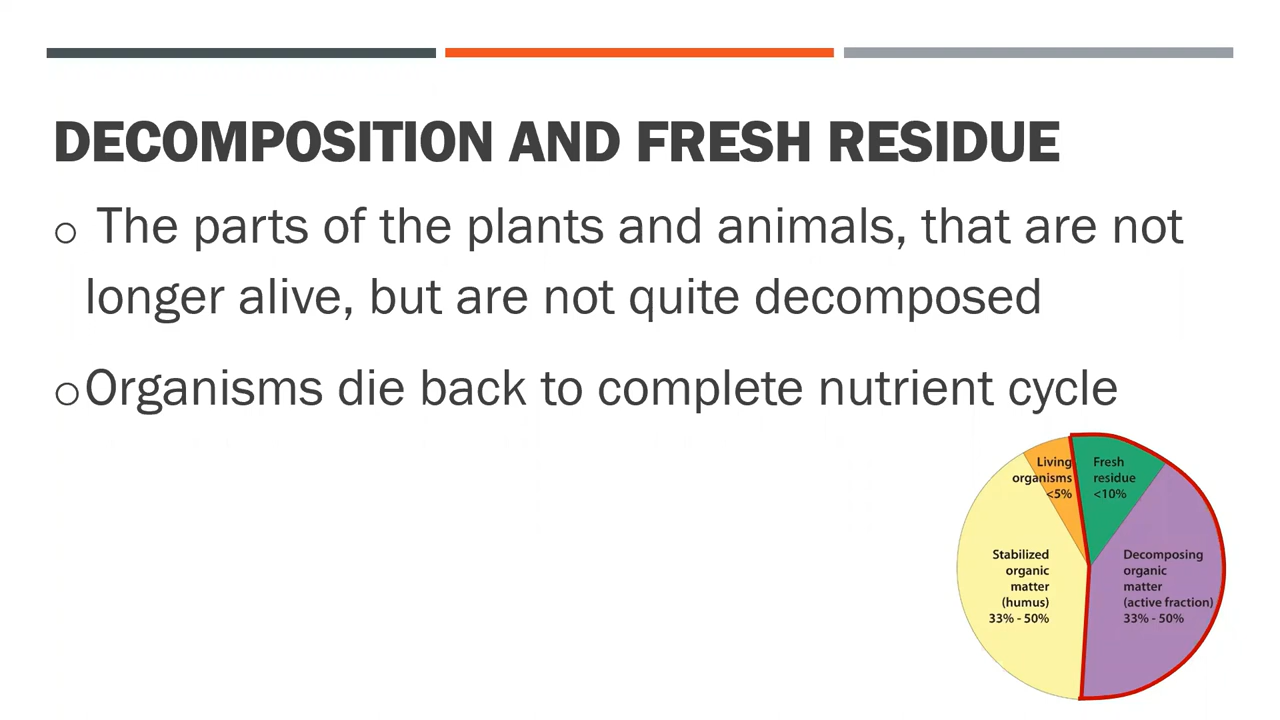 DECOMPOSITION AND FRESH RESIDUE
o The parts of the plants and animals, that are not
longer alive, but are not quite decomposed
oOrganisms die back to complete nutrient cycle
Living
organisms
<5%
Fresh
residue
<10%
Stabilized
organic
matter
(humus)
33% - 50%
Decomposing
organic
matter
(active fraction)
33% - 50%